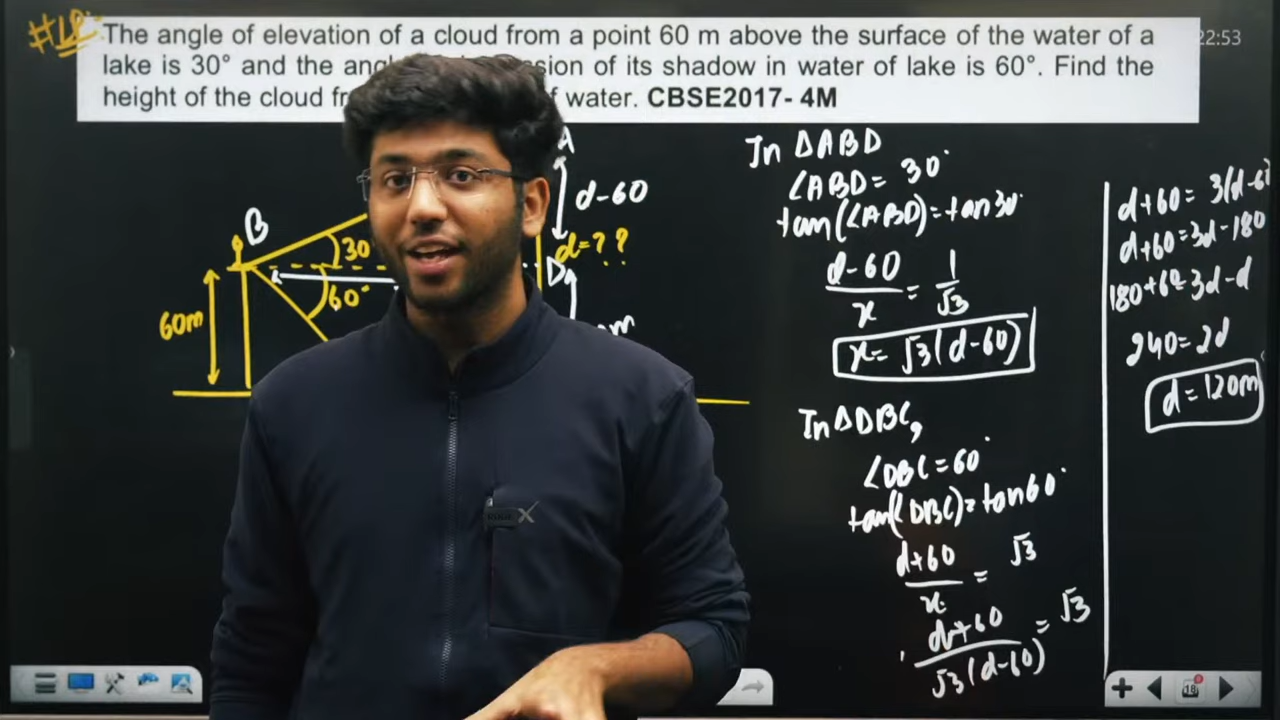 #LP.
The angle of elevation of a cloud from a point 60 m above the surface of the water of a
22:53
lake is 30° and the sion of its shadow in water of lake is 60°. Find the
height of the cloud of water. CBSE2017- 4M
A
d-60
B
30
d=??
D
60°
60m
m
In ΔABD
∠ABD = 30°
tan(∠ABD)=tan30°
d-60/x = 1/√3
x = √3(d-60)
In ΔDBC,
∠DBC=60°
tan(∠DBC)=tan60°
d+60/x = √3
d+60/√3(d-60) = √3
d+60= 3(d-60
d+60=3d-180
180+60=3d-d
240=2d
d=120m
18